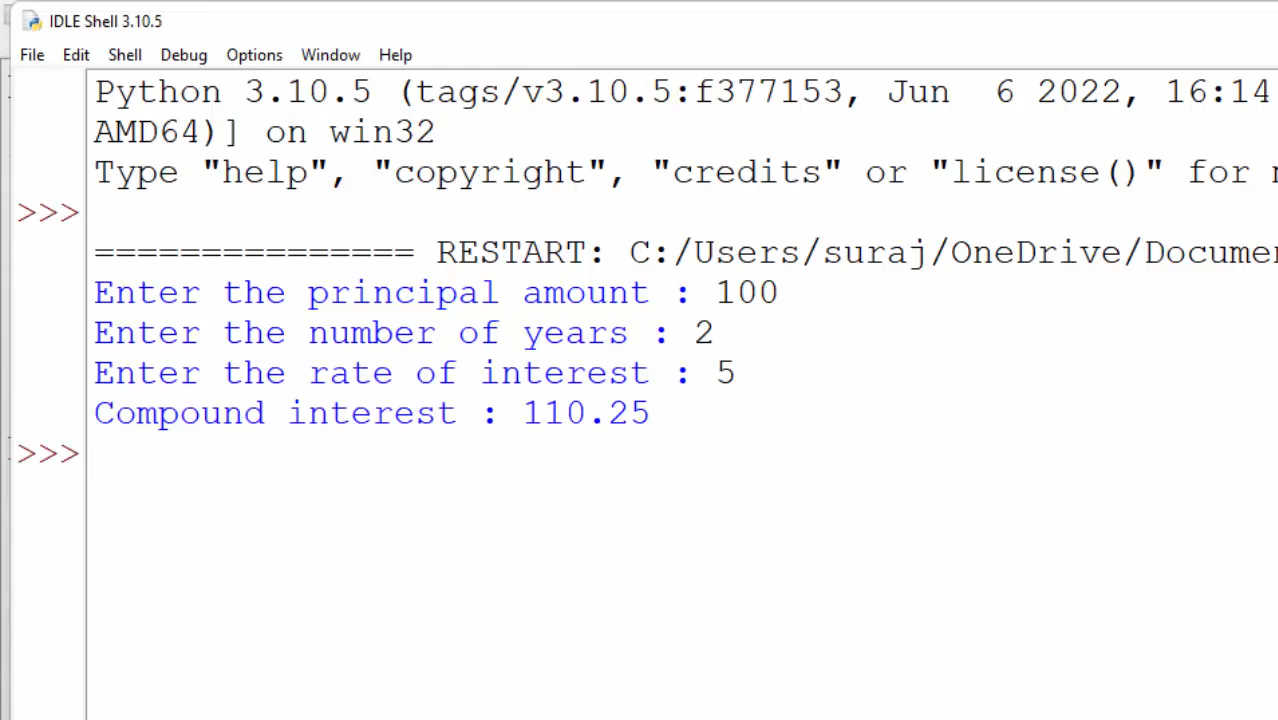 IDLE Shell 3.10.5
File Edit Shell Debug Options Window Help
Python 3.10.5 (tags/v3.10.5:f377153, Jun  6 2022, 16:14
AMD64)] on win32
Type "help", "copyright", "credits" or "license()" for
>>>
=============== RESTART: C:/Users/suraj/OneDrive/Documen
Enter the principal amount : 100
Enter the number of years : 2
Enter the rate of interest : 5
Compound interest : 110.25
>>>